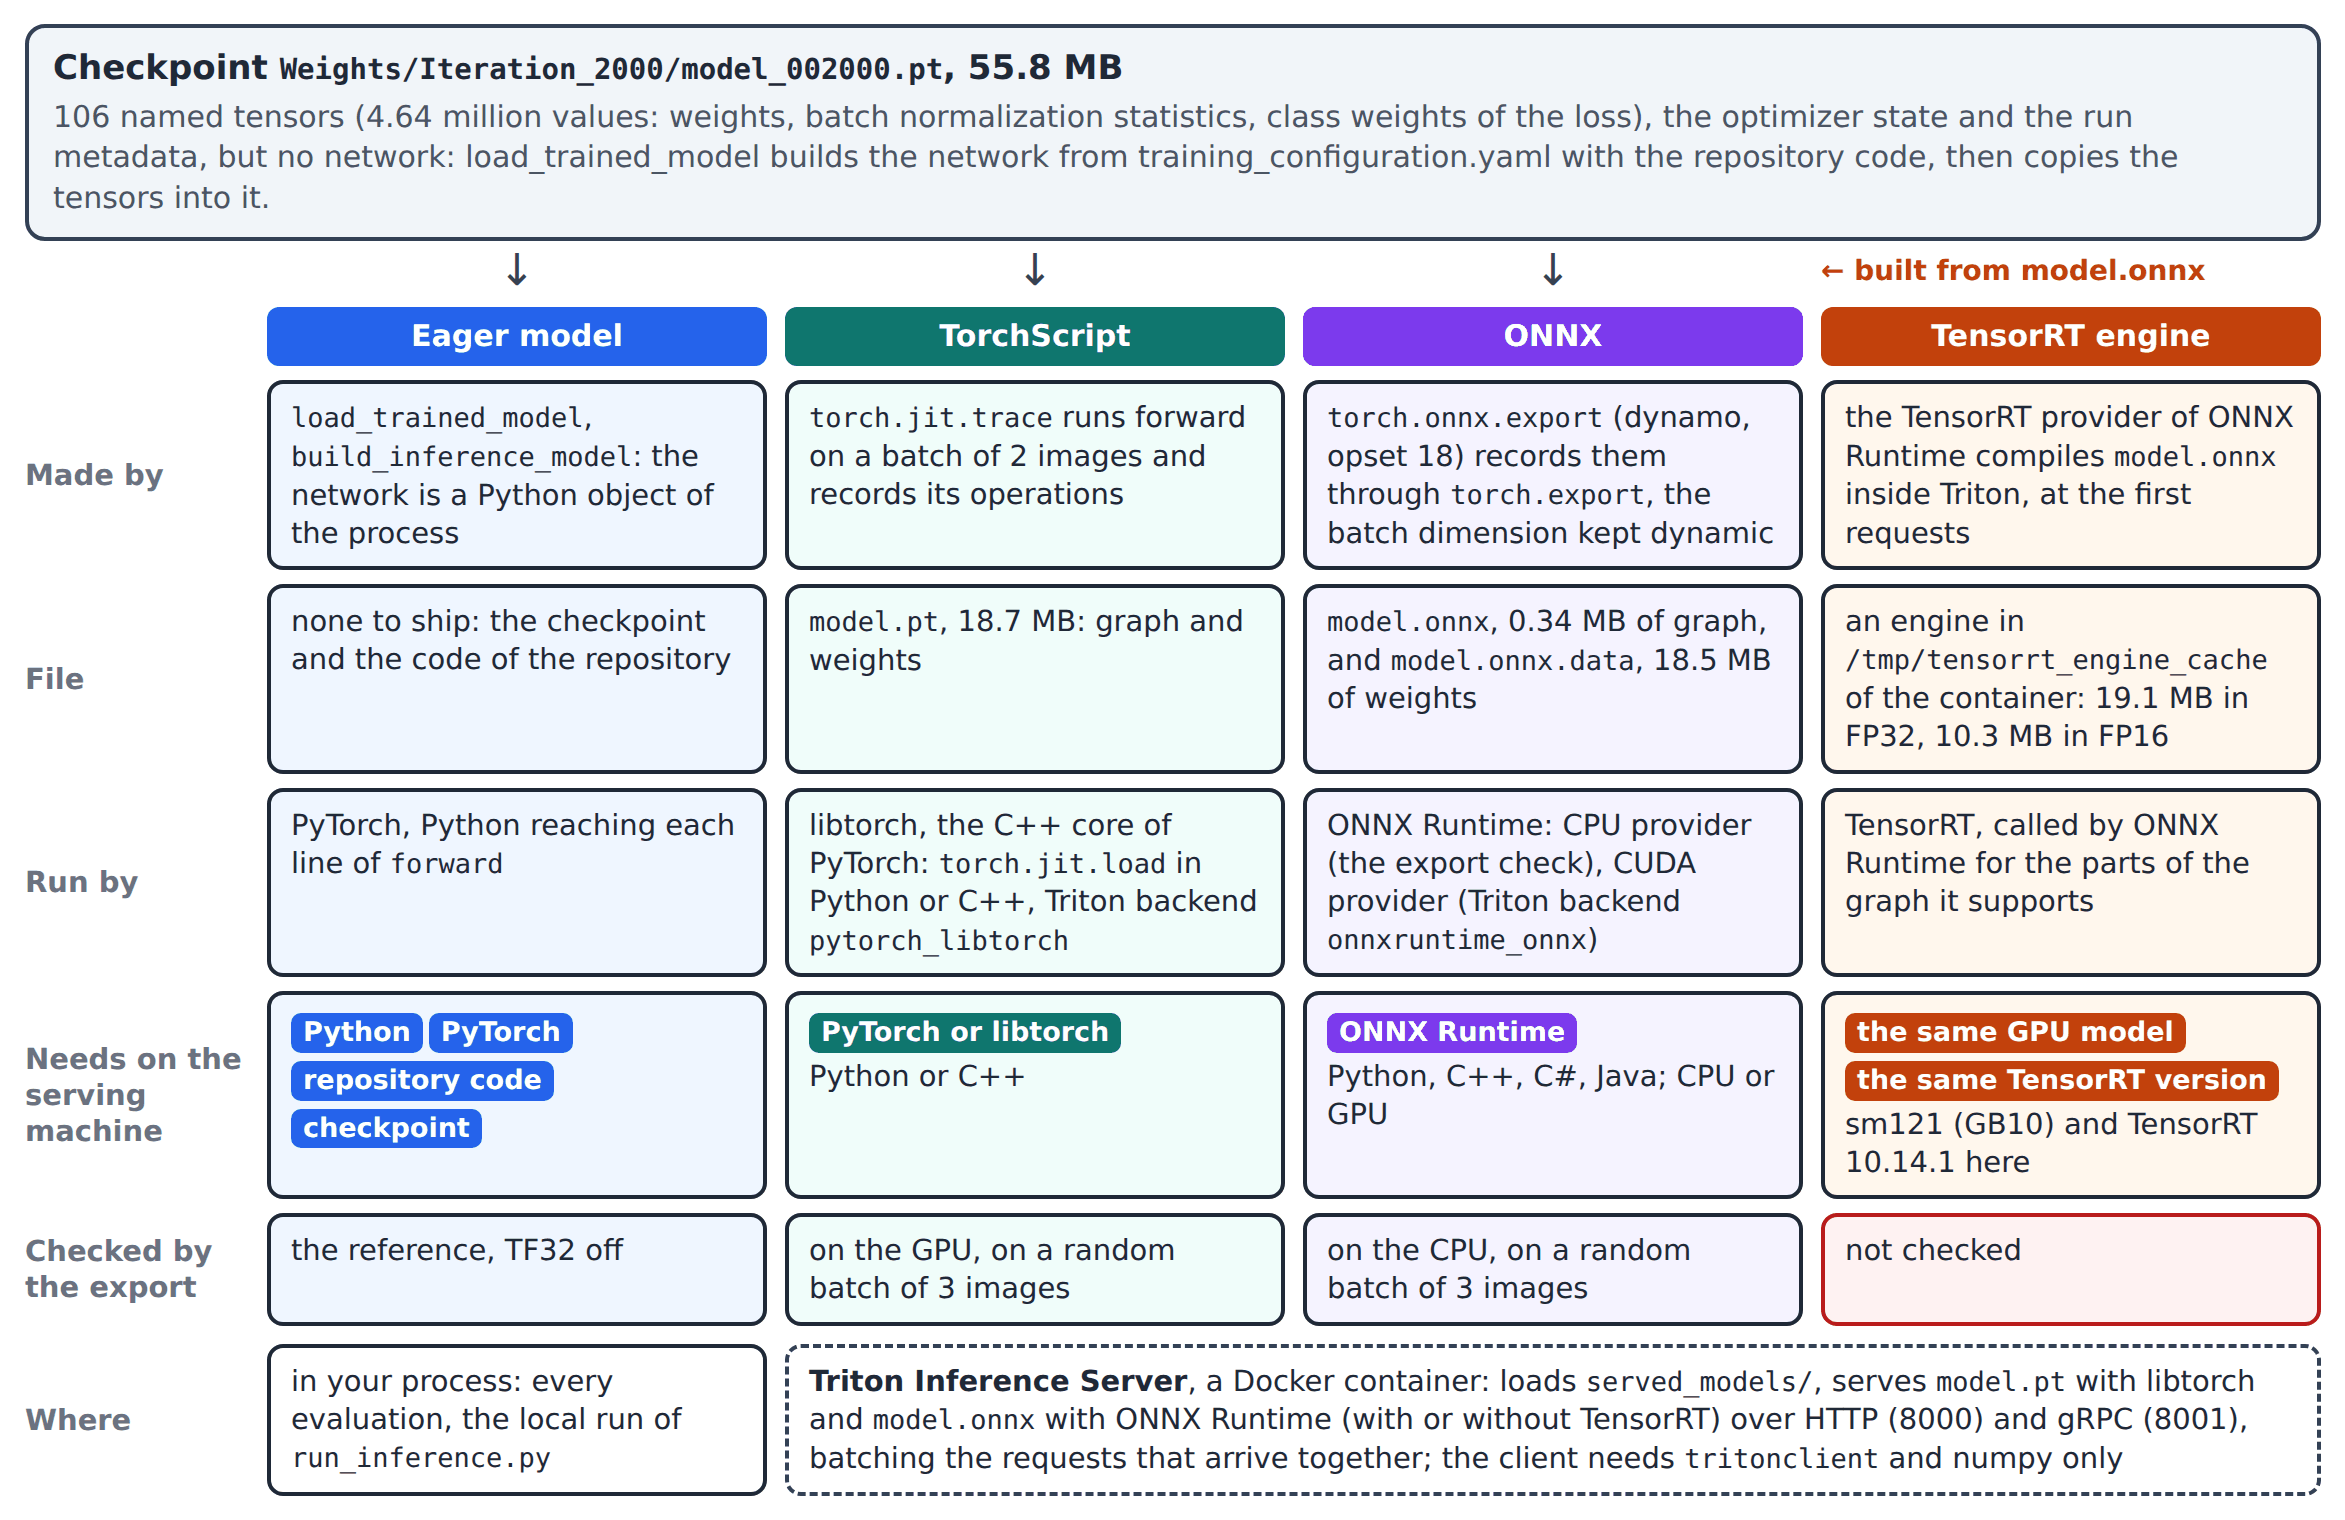 Checkpoint Weights/Iteration_2000/model_002000.pt, 55.8 MB
106 named tensors (4.64 million values: weights, batch normalization statistics, class weights of the loss), the optimizer state and the run
metadata, but no network: load_trained_model builds the network from training_configuration.yaml with the repository code, then copies the
tensors into it.
↓
↓
↓
← built from model.onnx
Eager model
TorchScript
ONNX
TensorRT engine
Made by
load_trained_model,
build_inference_model: the
network is a Python object of
the process
torch.jit.trace runs forward
on a batch of 2 images and
records its operations
torch.onnx.export (dynamo,
opset 18) records them
through torch.export, the
batch dimension kept dynamic
the TensorRT provider of ONNX
Runtime compiles model.onnx
inside Triton, at the first
requests
File
none to ship: the checkpoint
and the code of the repository
model.pt, 18.7 MB: graph and
weights
model.onnx, 0.34 MB of graph,
and model.onnx.data, 18.5 MB
of weights
an engine in
/tmp/tensorrt_engine_cache
of the container: 19.1 MB in
FP32, 10.3 MB in FP16
Run by
PyTorch, Python reaching each
line of forward
libtorch, the C++ core of
PyTorch: torch.jit.load in
Python or C++, Triton backend
pytorch_libtorch
ONNX Runtime: CPU provider
(the export check), CUDA
provider (Triton backend
onnxruntime_onnx)
TensorRT, called by ONNX
Runtime for the parts of the
graph it supports
Needs on the
serving
machine
Python PyTorch
repository code
checkpoint
PyTorch or libtorch
Python or C++
ONNX Runtime
Python, C++, C#, Java; CPU or
GPU
the same GPU model
the same TensorRT version
sm121 (GB10) and TensorRT
10.14.1 here
Checked by
the export
the reference, TF32 off
on the GPU, on a random
batch of 3 images
on the CPU, on a random
batch of 3 images
not checked
Where
in your process: every
evaluation, the local run of
run_inference.py
Triton Inference Server, a Docker container: loads served_models/, serves model.pt with libtorch
and model.onnx with ONNX Runtime (with or without TensorRT) over HTTP (8000) and gRPC (8001),
batching the requests that arrive together; the client needs tritonclient and numpy only